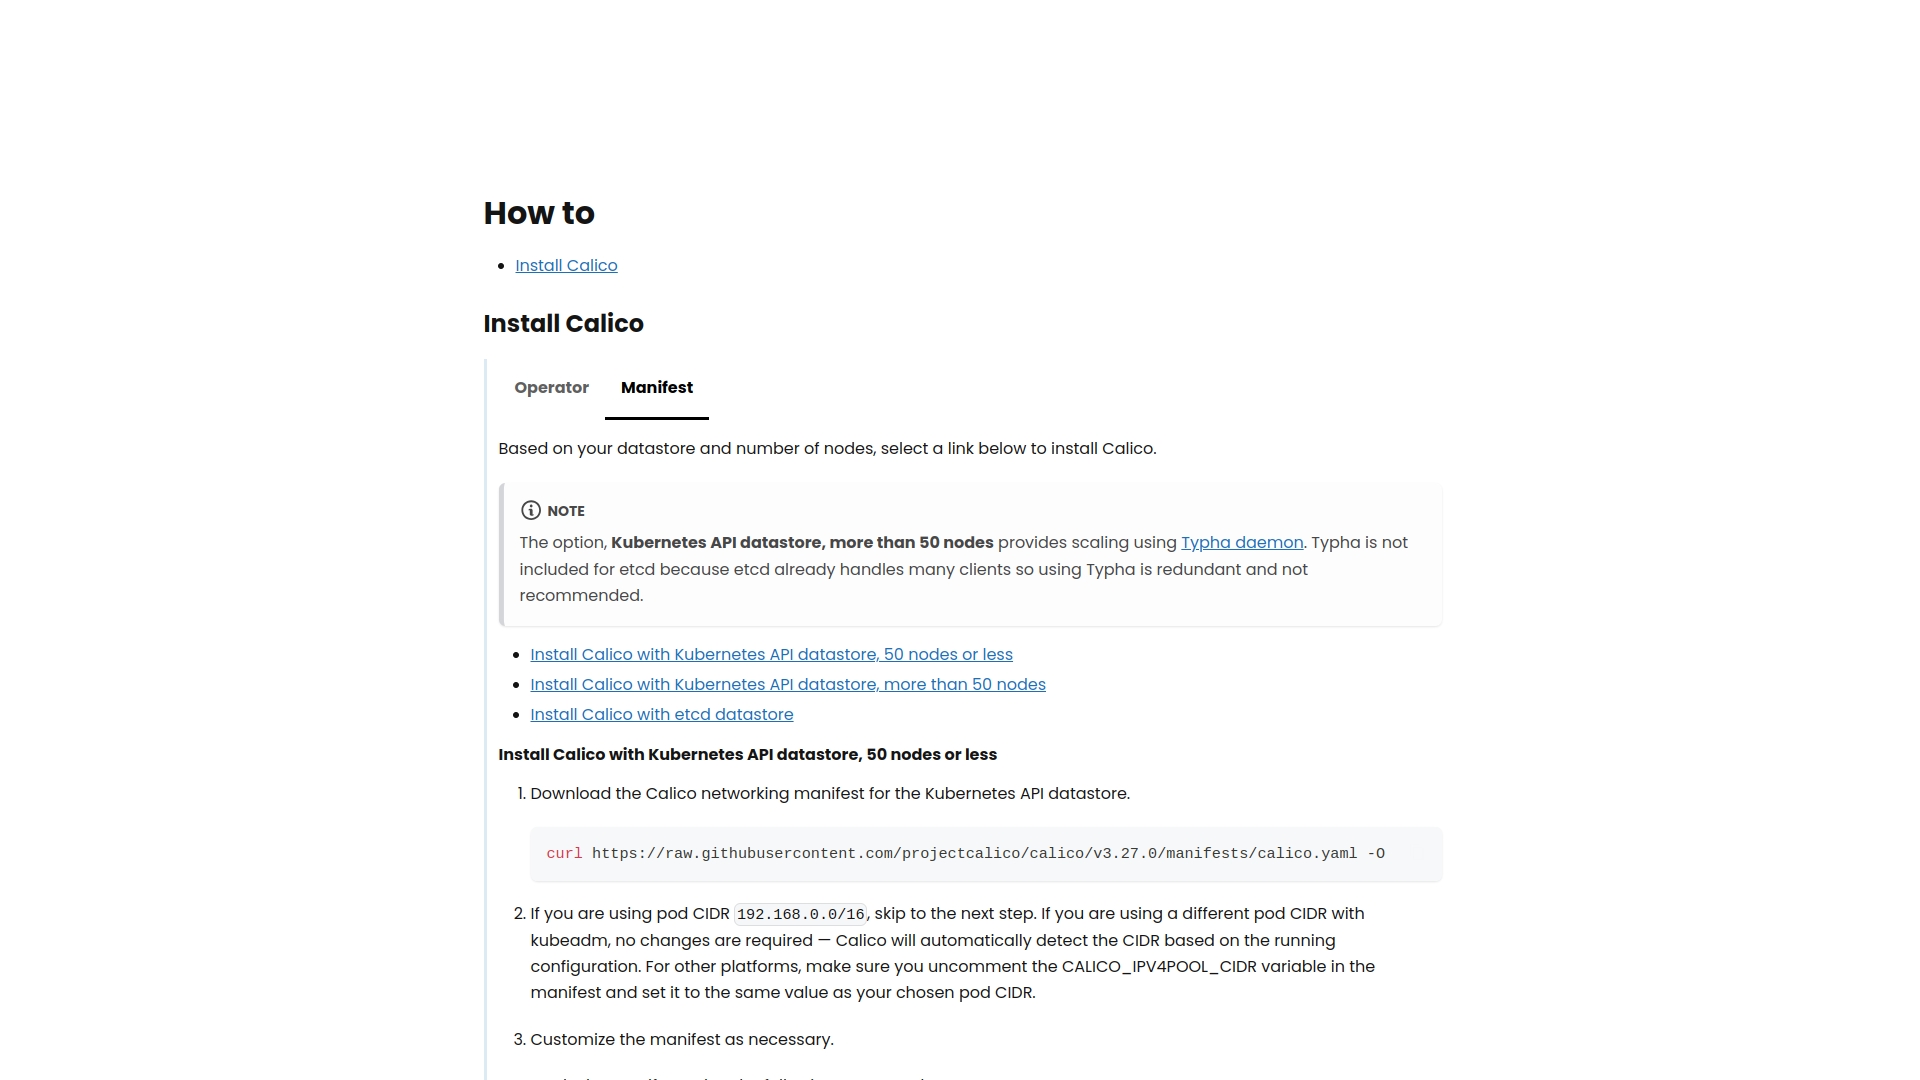 How to
Install Calico
Install Calico
Operator Manifest
Based on your datastore and number of nodes, select a link below to install Calico.
NOTE
The option, Kubernetes API datastore, more than 50 nodes provides scaling using Typha daemon. Typha is not
included for etcd because etcd already handles many clients so using Typha is redundant and not
recommended.
Install Calico with Kubernetes API datastore, 50 nodes or less
Install Calico with Kubernetes API datastore, more than 50 nodes
Install Calico with etcd datastore
Install Calico with Kubernetes API datastore, 50 nodes or less
1. Download the Calico networking manifest for the Kubernetes API datastore.
curl https://raw.githubusercontent.com/projectcalico/calico/v3.27.0/manifests/calico.yaml -O
2. If you are using pod CIDR 192.168.0.0/16, skip to the next step. If you are using a different pod CIDR with
kubeadm, no changes are required — Calico will automatically detect the CIDR based on the running
configuration. For other platforms, make sure you uncomment the CALICO_IPV4POOL_CIDR variable in the
manifest and set it to the same value as your chosen pod CIDR.
3. Customize the manifest as necessary.